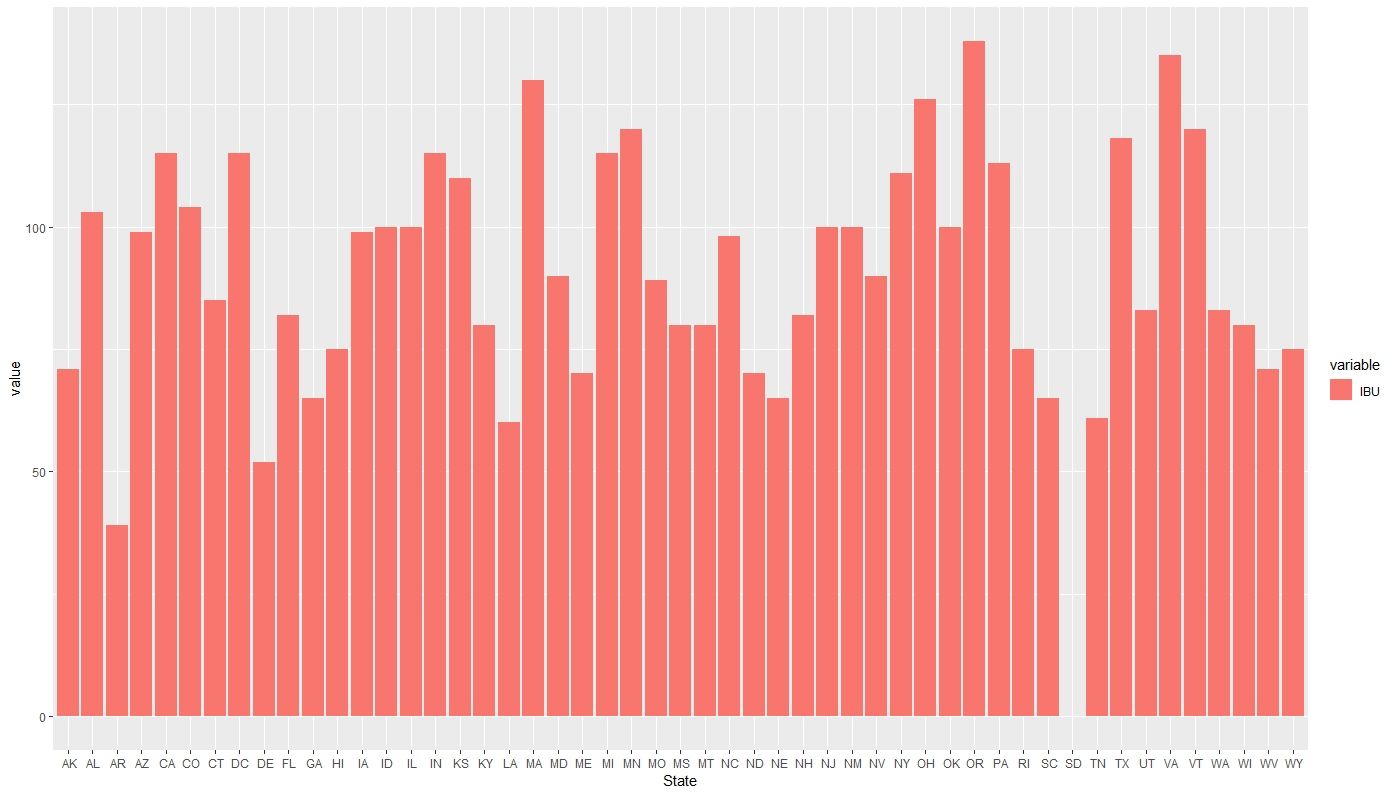 value
100
50
0
AK AL AR AZ CA CO CT DC DE FL GA HI IA ID IL IN KS KY LA MA MD ME MI MN MO MS MT NC ND NE NH NJ NM NV NY OH OK OR PA RI SC SD TN TX UT VA VT WA WI WV WY
State
variable
IBU